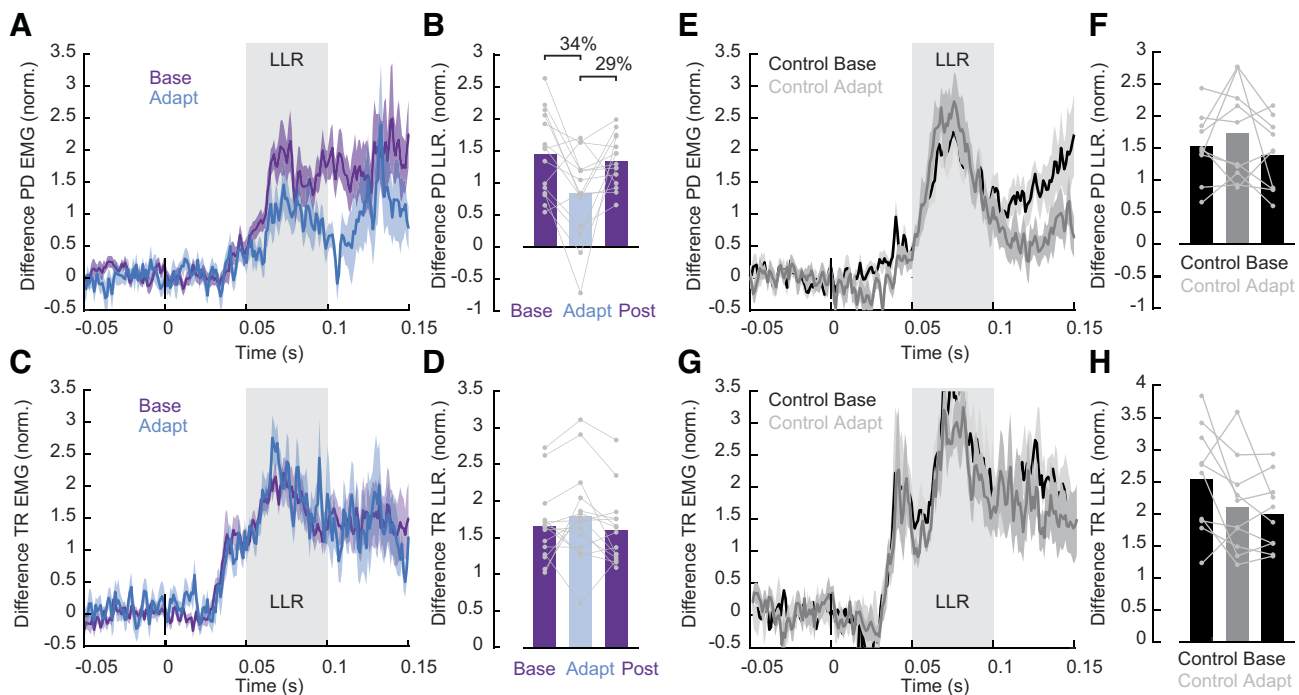 A
Difference PD EMG (norm.)
3.5
3
2.5
2
1.5
1
0.5
0
-0.5
Base
Adapt
LLR
-0.05
0
0.05
0.1
0.15
Time (s)
B
Difference PD LLR. (norm.)
3
2.5
2
1.5
1
0.5
0
-0.5
-1
34%
29%
Base Adapt Post
E
Difference PD EMG (norm.)
3.5
3
2.5
2
1.5
1
0.5
0
-0.5
Control Base
Control Adapt
LLR
-0.05
0
0.05
0.1
0.15
Time (s)
F
Difference PD LLR. (norm.)
3
2.5
2
1.5
1
0.5
0
-0.5
-1
Control Base
Control Adapt
C
Difference TR EMG (norm.)
3.5
3
2.5
2
1.5
1
0.5
0
-0.5
Base
Adapt
LLR
-0.05
0
0.05
0.1
0.15
Time (s)
D
Difference TR LLR. (norm.)
3.5
3
2.5
2
1.5
1
0.5
0
Base Adapt Post
G
Difference TR EMG (norm.)
3.5
3
2.5
2
1.5
1
0.5
0
-0.5
Control Base
Control Adapt
LLR
-0.05
0
0.05
0.1
0.15
Time (s)
H
Difference TR LLR. (norm.)
4
3.5
3
2.5
2
1.5
1
0.5
0
Control Base
Control Adapt